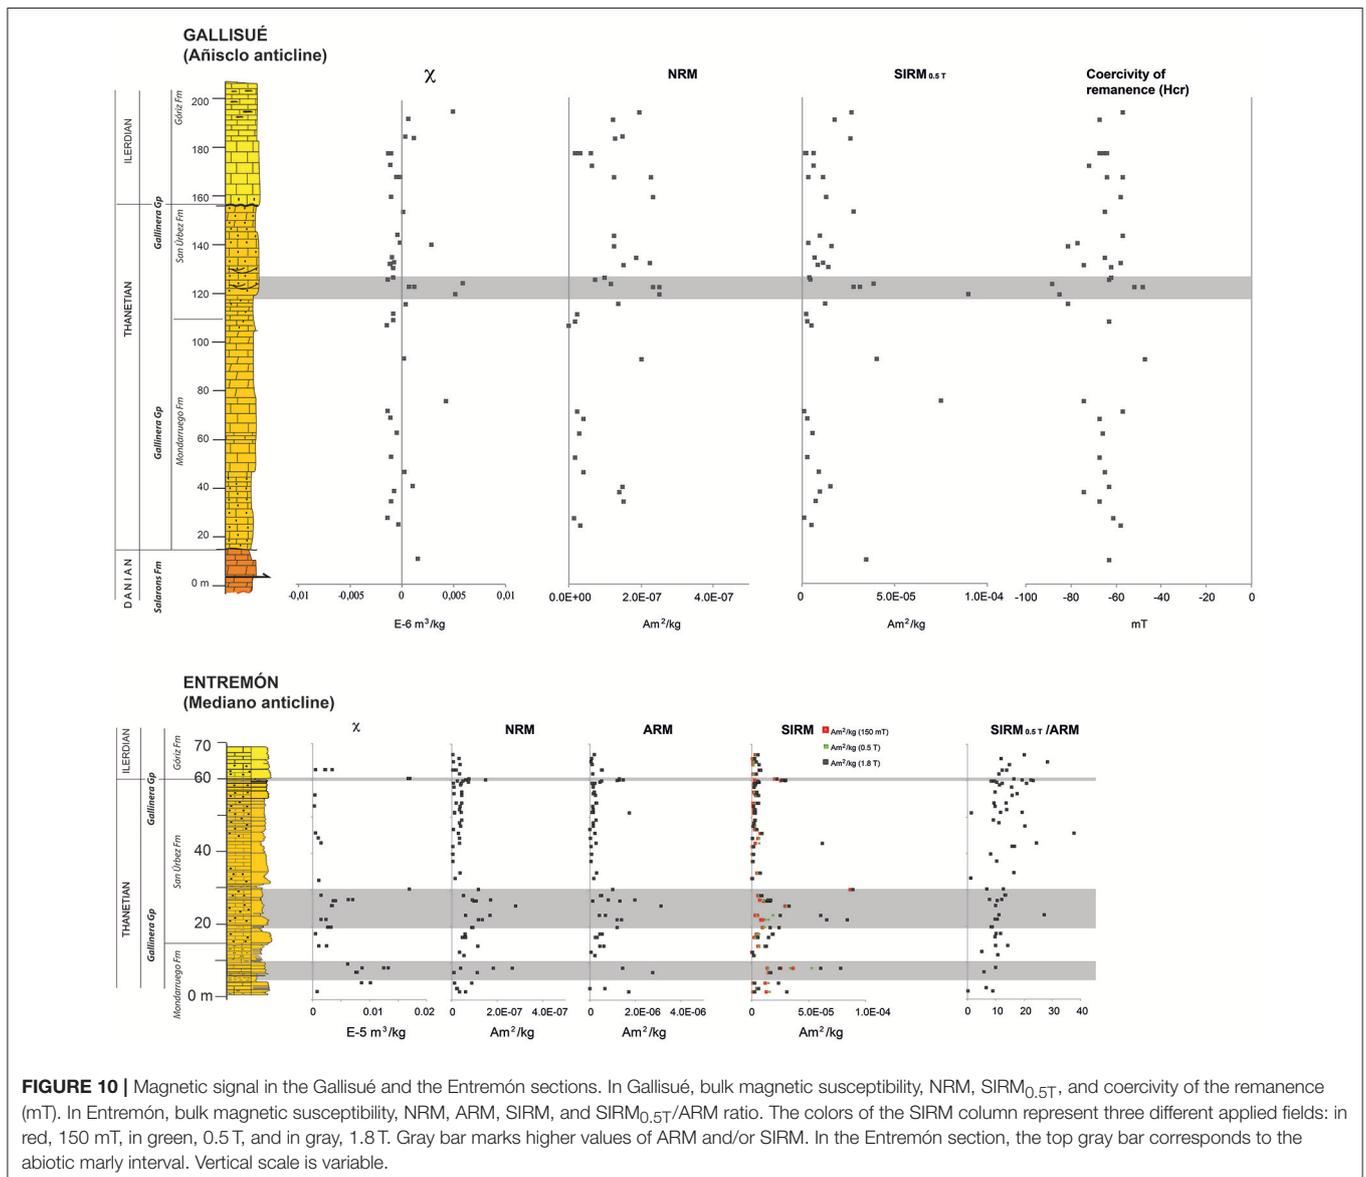 GALLISUÉ
(Añisclo anticline)
χ
NRM
SIRM 0.5 T
Coercivity of
remanence (Hcr)
ILERDIAN
THANETIAN
DANIAN
Gallinera Gp
Gallinera Gp
Salarons Fm
Góriz Fm
San Úrbez Fm
Mondarruego Fm
200
180
160
140
120
100
80
60
40
20
0 m
-0,01 -0,005 0 0,005 0,01
E-6 m³/kg
0.0E+00 2.0E-07 4.0E-07
Am²/kg
0 5.0E-05 1.0E-04
Am²/kg
-100 -80 -60 -40 -20 0
mT
ENTREMÓN
(Mediano anticline)
χ
NRM
ARM
SIRM
Am²/kg (150 mT)
Am²/kg (0.5 T)
Am²/kg (1.8 T)
SIRM 0.5 T /ARM
ILERDIAN
THANETIAN
Gallinera Gp
Gallinera Gp
Góriz Fm
San Úrbez Fm
Mondarruego Fm
70
60
40
20
0 m
0 0.01 0.02
E-5 m³/kg
0 2.0E-07 4.0E-07
Am²/kg
0 2.0E-06 4.0E-06
Am²/kg
0 5.0E-05 1.0E-04
Am²/kg
0 10 20 30 40
FIGURE 10 | Magnetic signal in the Gallisué and the Entremón sections. In Gallisué, bulk magnetic susceptibility, NRM, SIRM0.5T, and coercivity of the remanence
(mT). In Entremón, bulk magnetic susceptibility, NRM, ARM, SIRM, and SIRM0.5T/ARM ratio. The colors of the SIRM column represent three different applied fields: in
red, 150 mT, in green, 0.5 T, and in gray, 1.8 T. Gray bar marks higher values of ARM and/or SIRM. In the Entremón section, the top gray bar corresponds to the
abiotic marly interval. Vertical scale is variable.